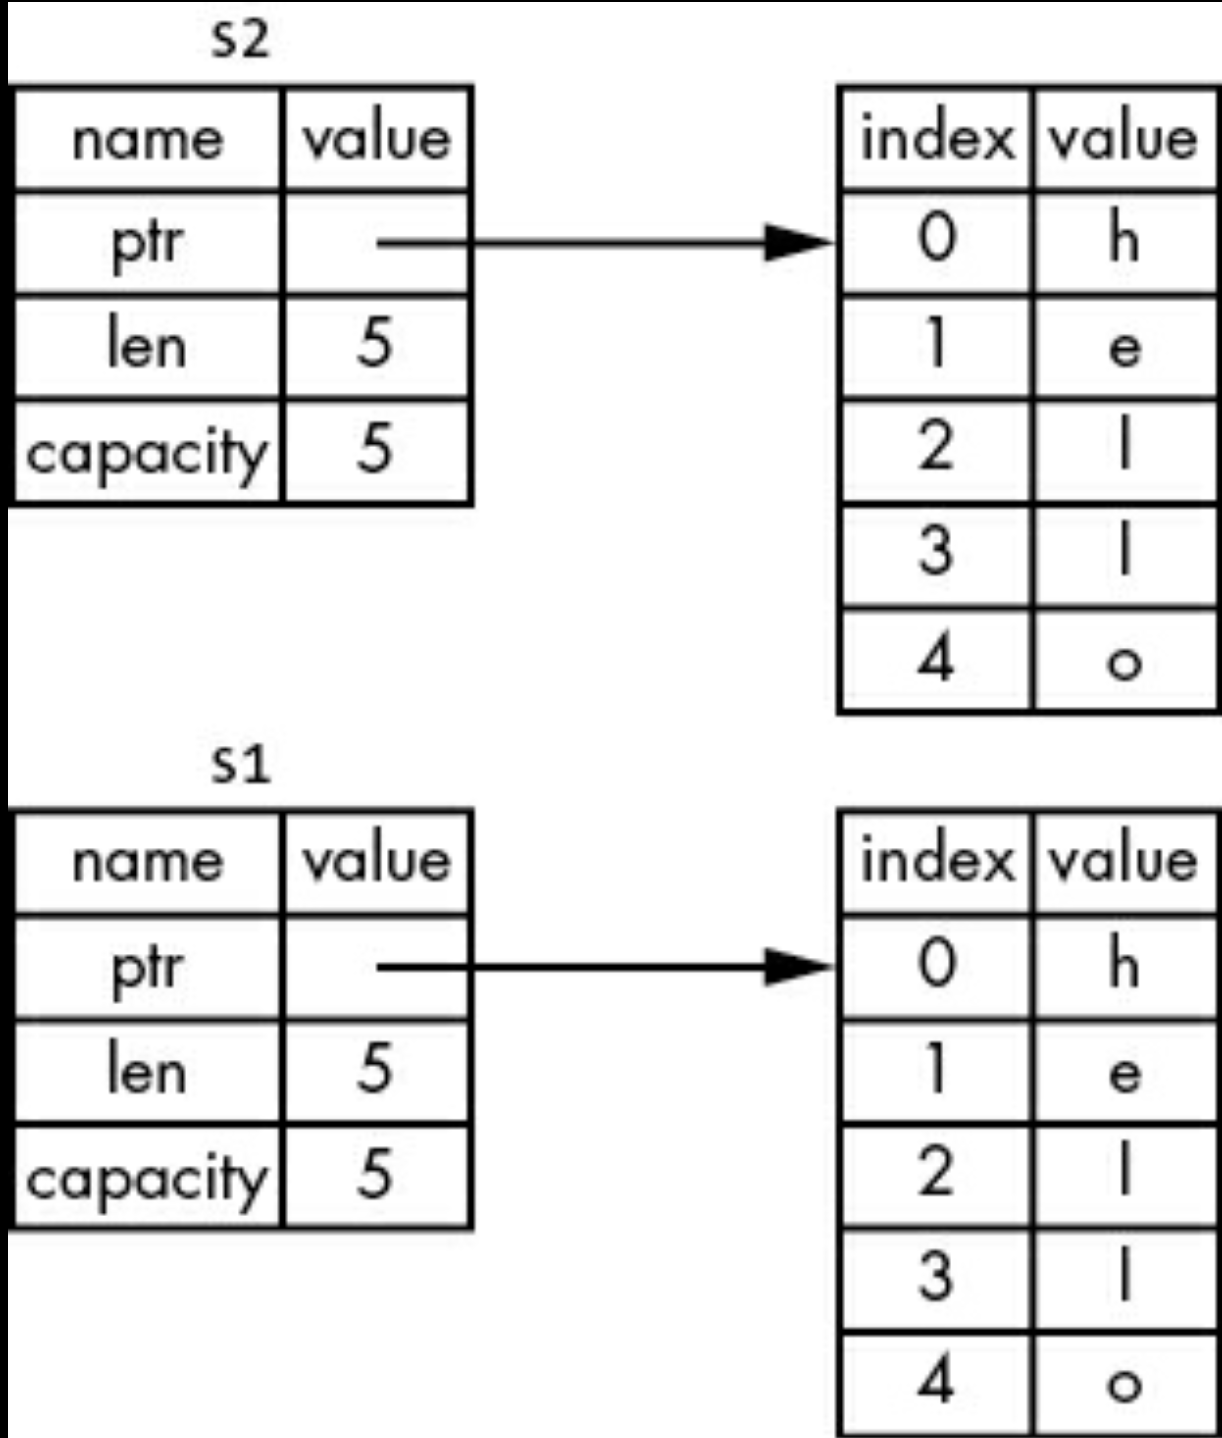 s2
name value
ptr
len 5
capacity 5
index value
0 h
1 e
2 l
3 l
4 o
s1
name value
ptr
len 5
capacity 5
index value
0 h
1 e
2 l
3 l
4 o